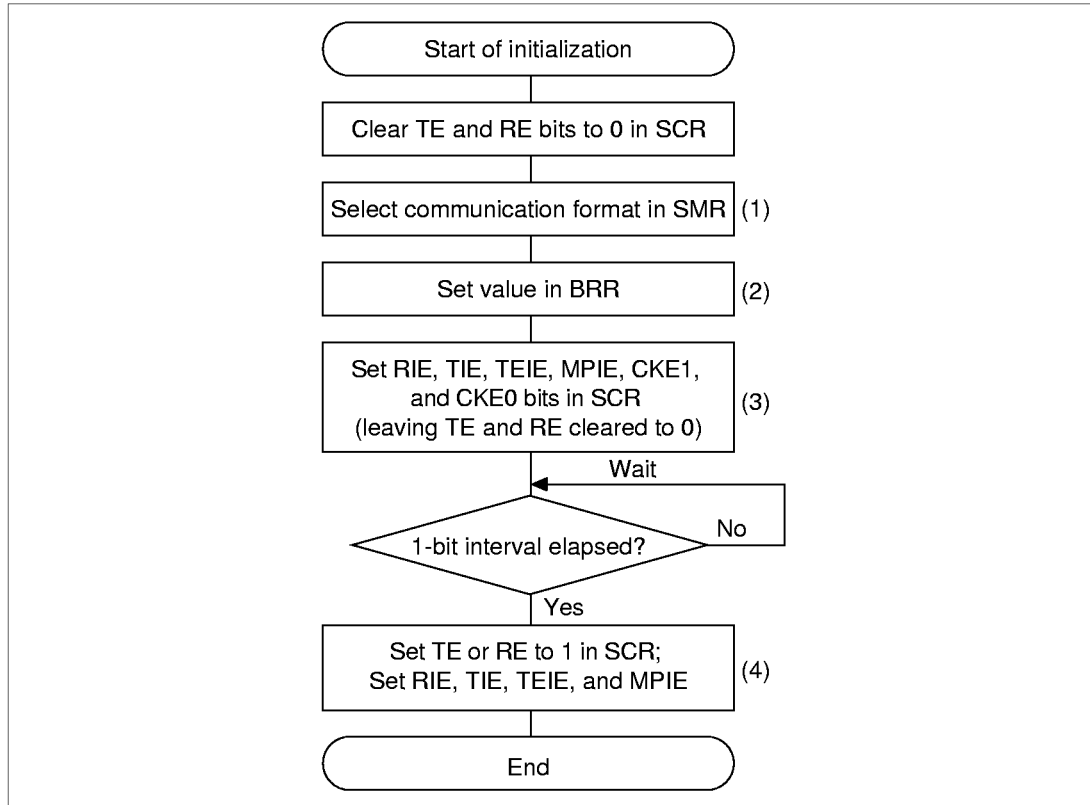 Start of initialization
Clear TE and RE bits to 0 in SCR
Select communication format in SMR (1)
Set value in BRR (2)
Set RIE, TIE, TEIE, MPIE, CKE1,
and CKE0 bits in SCR
(leaving TE and RE cleared to 0)
(3)
Wait
1-bit interval elapsed?
No
Yes
Set TE or RE to 1 in SCR;
Set RIE, TIE, TEIE, and MPIE
(4)
End